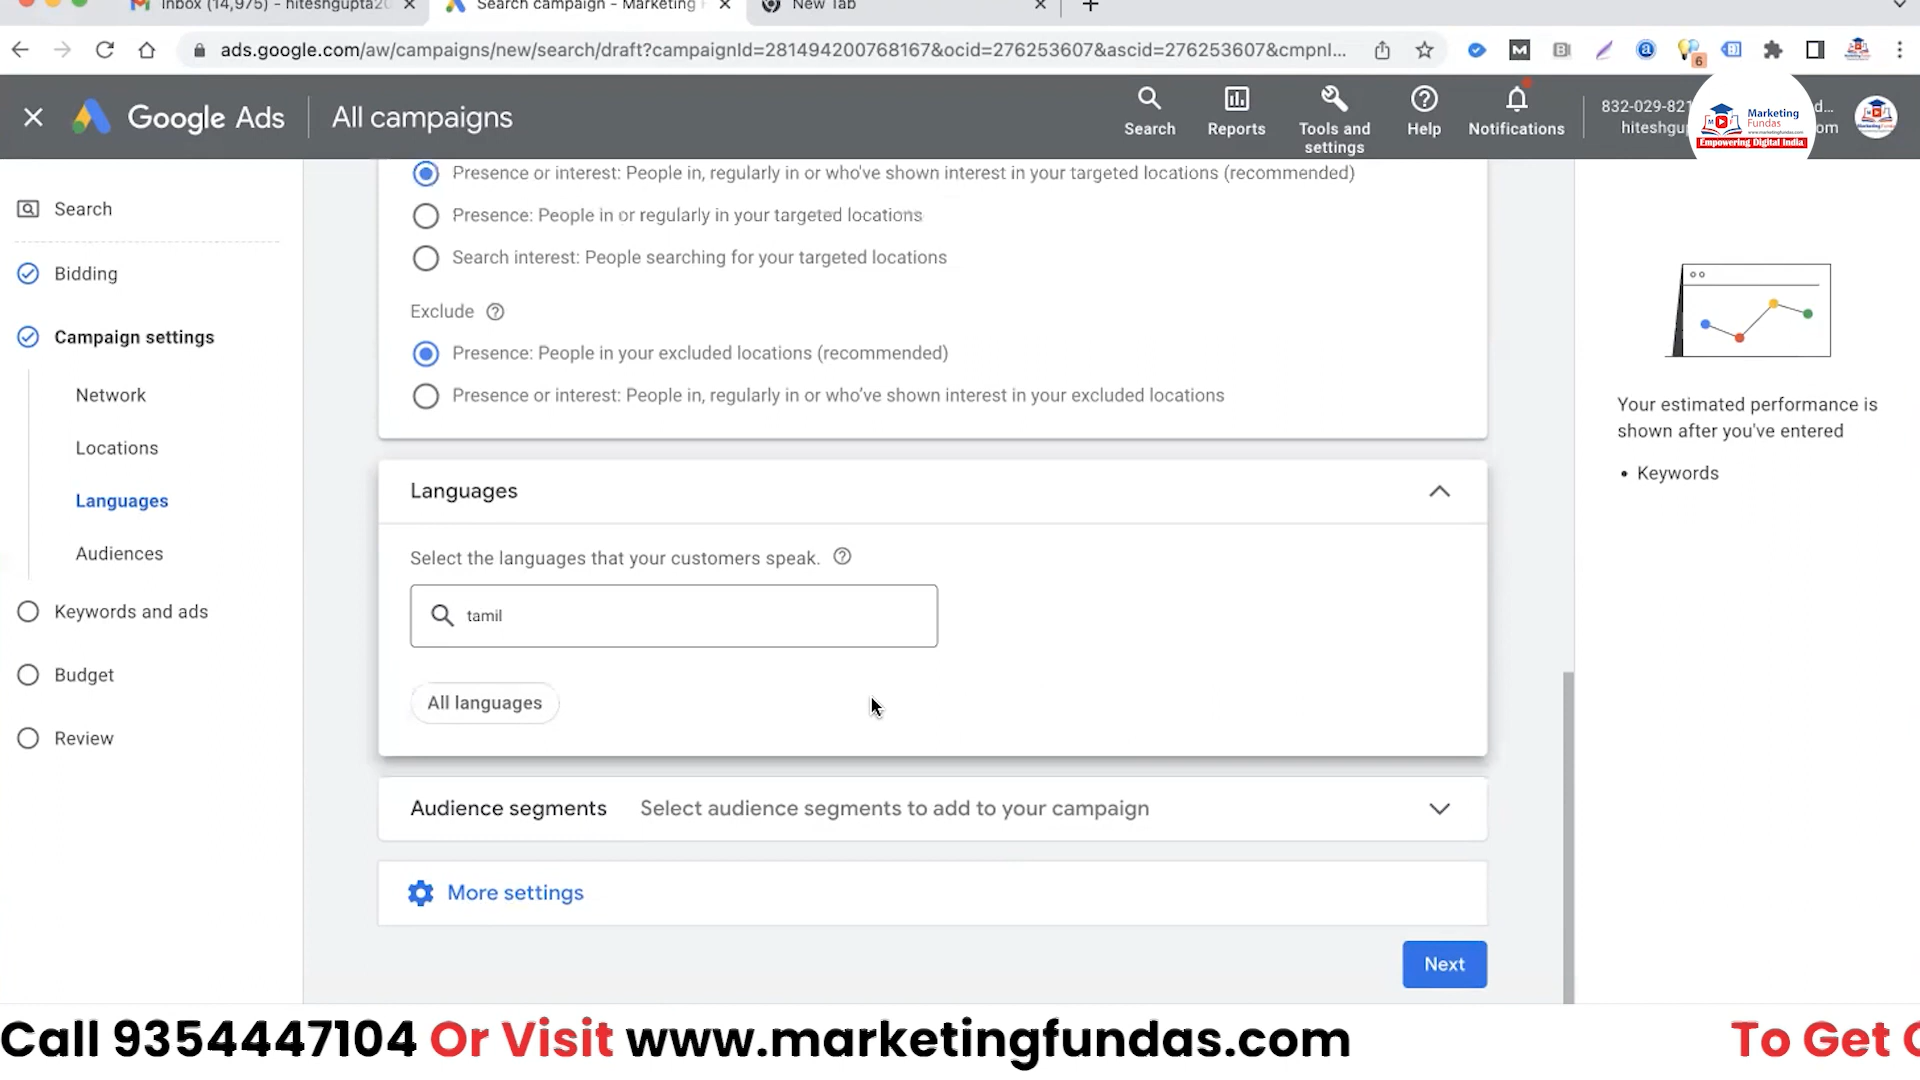 Inbox (14,975) - hiteshgupta20
Search campaign - Marketing F
New Tab
ads.google.com/aw/campaigns/new/search/draft?campaignId=281494200768167&ocid=276253607&ascid=276253607&cmpnI...
6
Google Ads
All campaigns
Search
Reports
Tools and settings
Help
Notifications
832-029-821
d...
hiteshgu
om
Marketing
Fundas
www.marketingfundas.com
Empowering Digital India
Search
Bidding
Campaign settings
Network
Locations
Languages
Audiences
Keywords and ads
Budget
Review
Presence or interest: People in, regularly in or who've shown interest in your targeted locations (recommended)
Presence: People in or regularly in your targeted locations
Search interest: People searching for your targeted locations
Exclude
Presence: People in your excluded locations (recommended)
Presence or interest: People in, regularly in or who've shown interest in your excluded locations
Languages
Select the languages that your customers speak.
tamil
All languages
Audience segments Select audience segments to add to your campaign
More settings
Next
Your estimated performance is
shown after you've entered
• Keywords
Call 9354447104 Or Visit www.marketingfundas.com
To Get